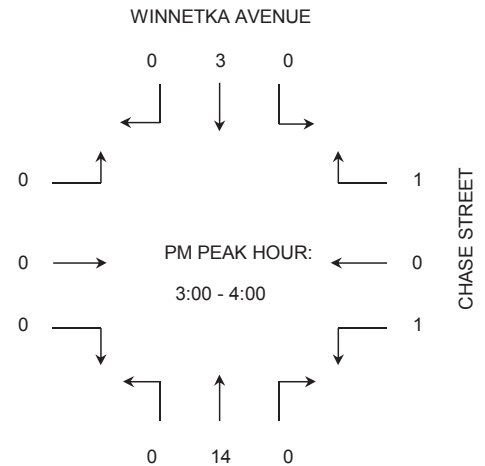 WINNETKA AVENUE
0 3 0
0 1
CHASE STREET
0 PM PEAK HOUR: 0
3:00 - 4:00
0 1
0 14 0